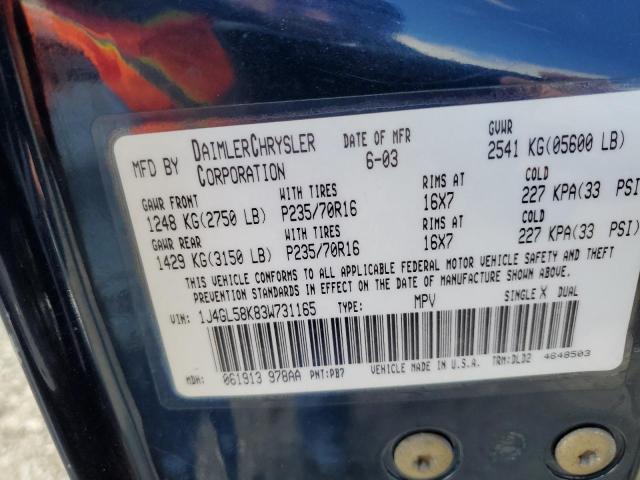 MFD BY DAIMLERCHRYSLER CORPORATION DATE OF MFR 6-03 GVWR 2541 KG(05600 LB)
GAWR FRONT WITH TIRES RIMS AT COLD
1248 KG(2750 LB) P235/70R16 16X7 227 KPA(33 PSI)
GAWR REAR WITH TIRES RIMS AT COLD
1429 KG(3150 LB) P235/70R16 16X7 227 KPA(33 PSI)
THIS VEHICLE CONFORMS TO ALL APPLICABLE FEDERAL MOTOR VEHICLE SAFETY AND THEFT
PREVENTION STANDARDS IN EFFECT ON THE DATE OF MANUFACTURE SHOWN ABOVE.
VIN: 1J4GL58K83W731165 TYPE: MPV SINGLE X DUAL
MDH: 061913 978AA PNT:PB7 VEHICLE MADE IN U.S.A. TRM:DLD2 4648503